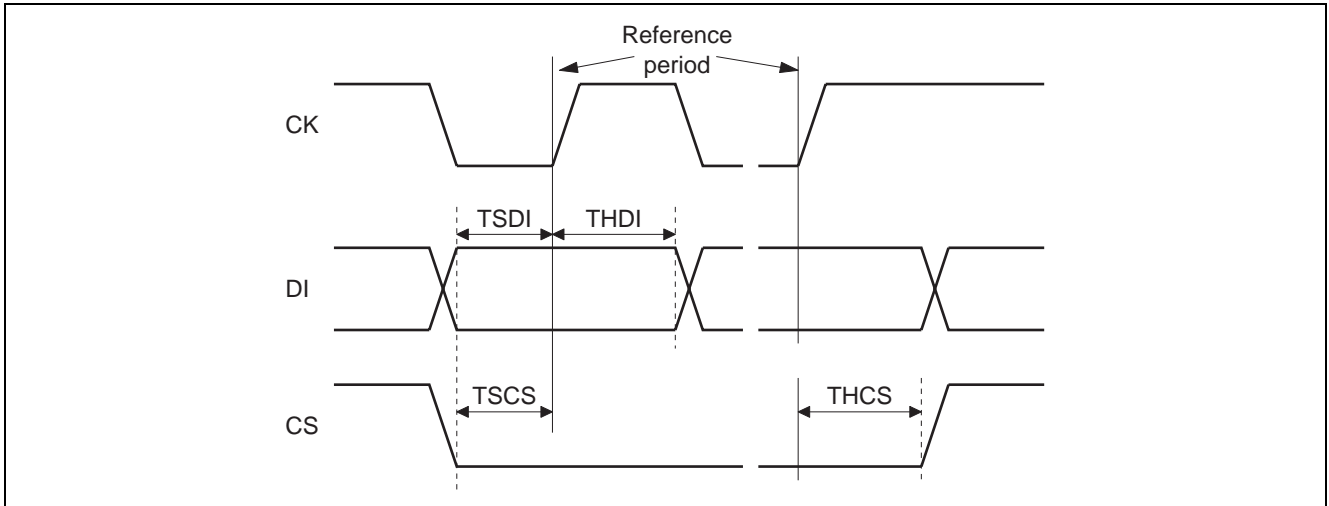 Reference
period
CK
TSDI
THDI
DI
TSCS
THCS
CS